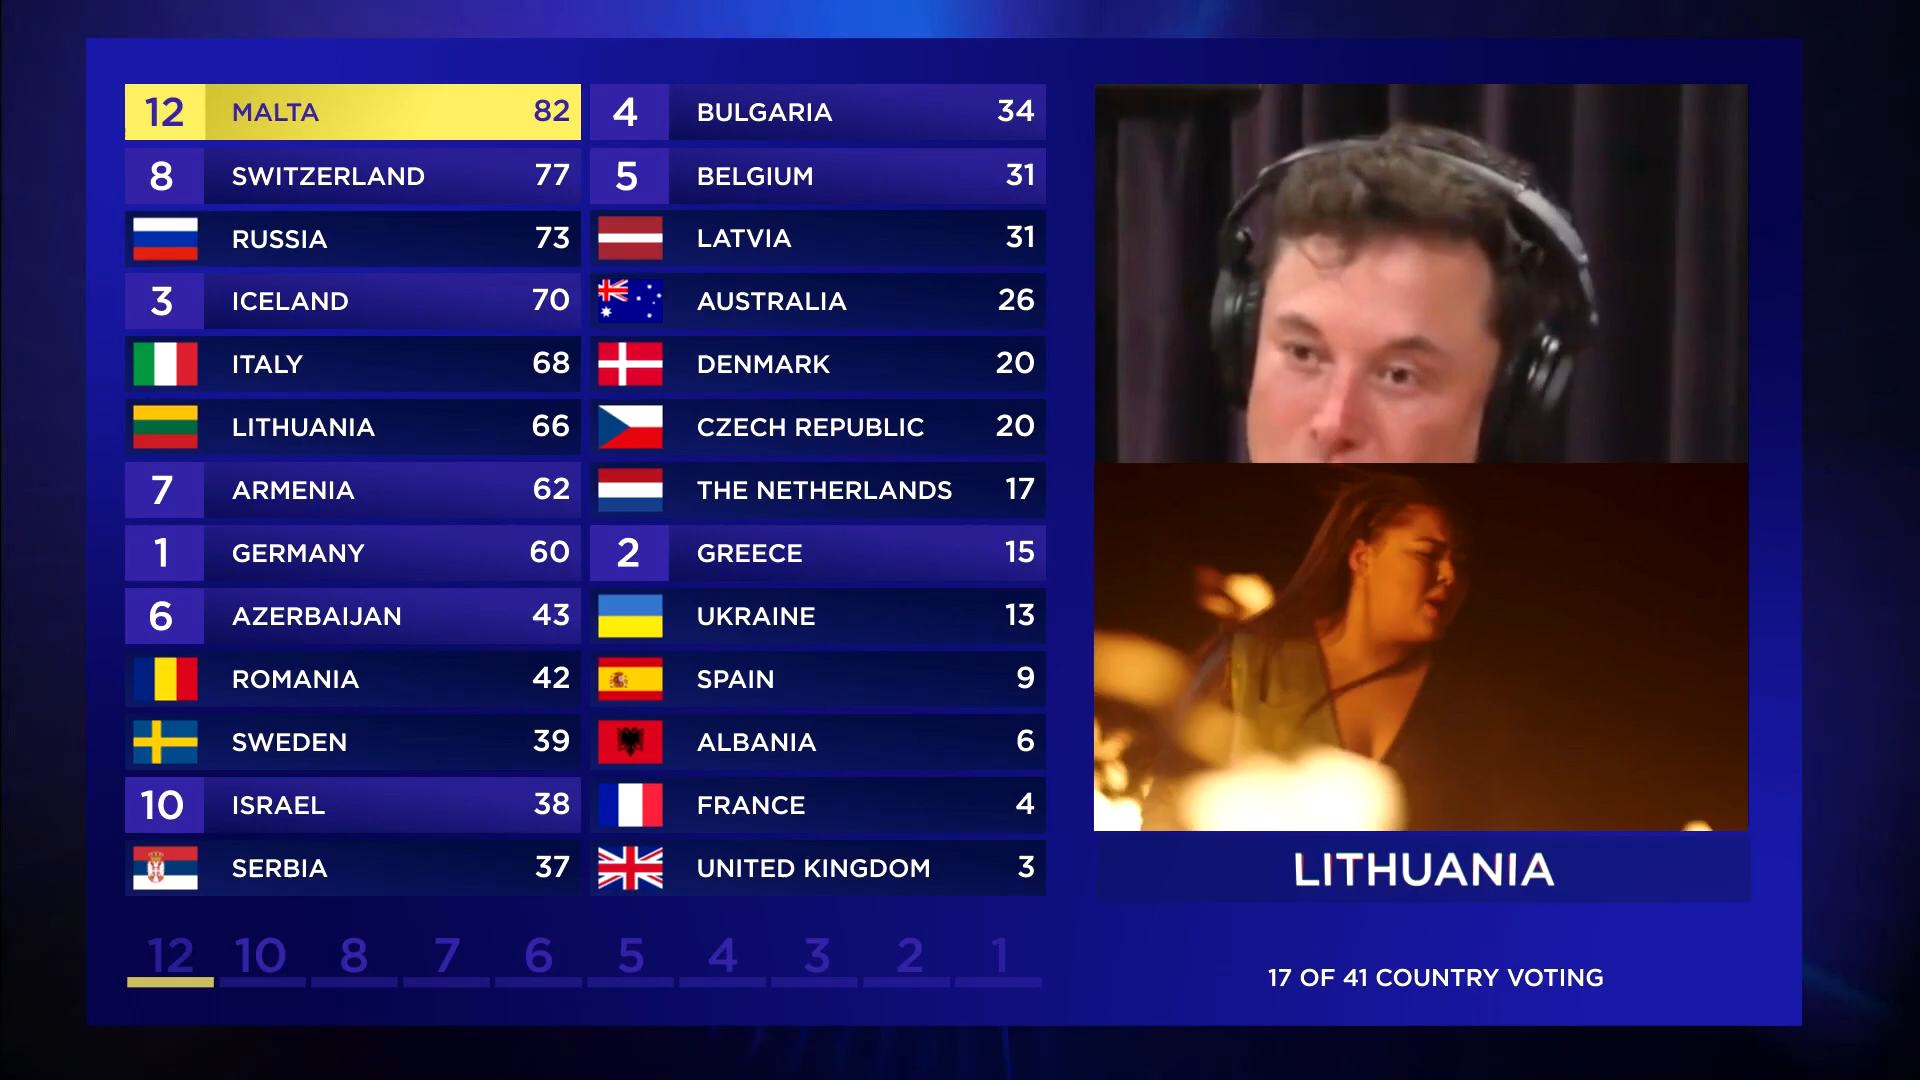 12 MALTA 82
8 SWITZERLAND 77
RUSSIA 73
3 ICELAND 70
ITALY 68
LITHUANIA 66
7 ARMENIA 62
1 GERMANY 60
6 AZERBAIJAN 43
ROMANIA 42
SWEDEN 39
10 ISRAEL 38
SERBIA 37
4 BULGARIA 34
5 BELGIUM 31
LATVIA 31
AUSTRALIA 26
DENMARK 20
CZECH REPUBLIC 20
THE NETHERLANDS 17
2 GREECE 15
UKRAINE 13
SPAIN 9
ALBANIA 6
FRANCE 4
UNITED KINGDOM 3
12 10 8 7 6 5 4 3 2 1
LITHUANIA
17 OF 41 COUNTRY VOTING